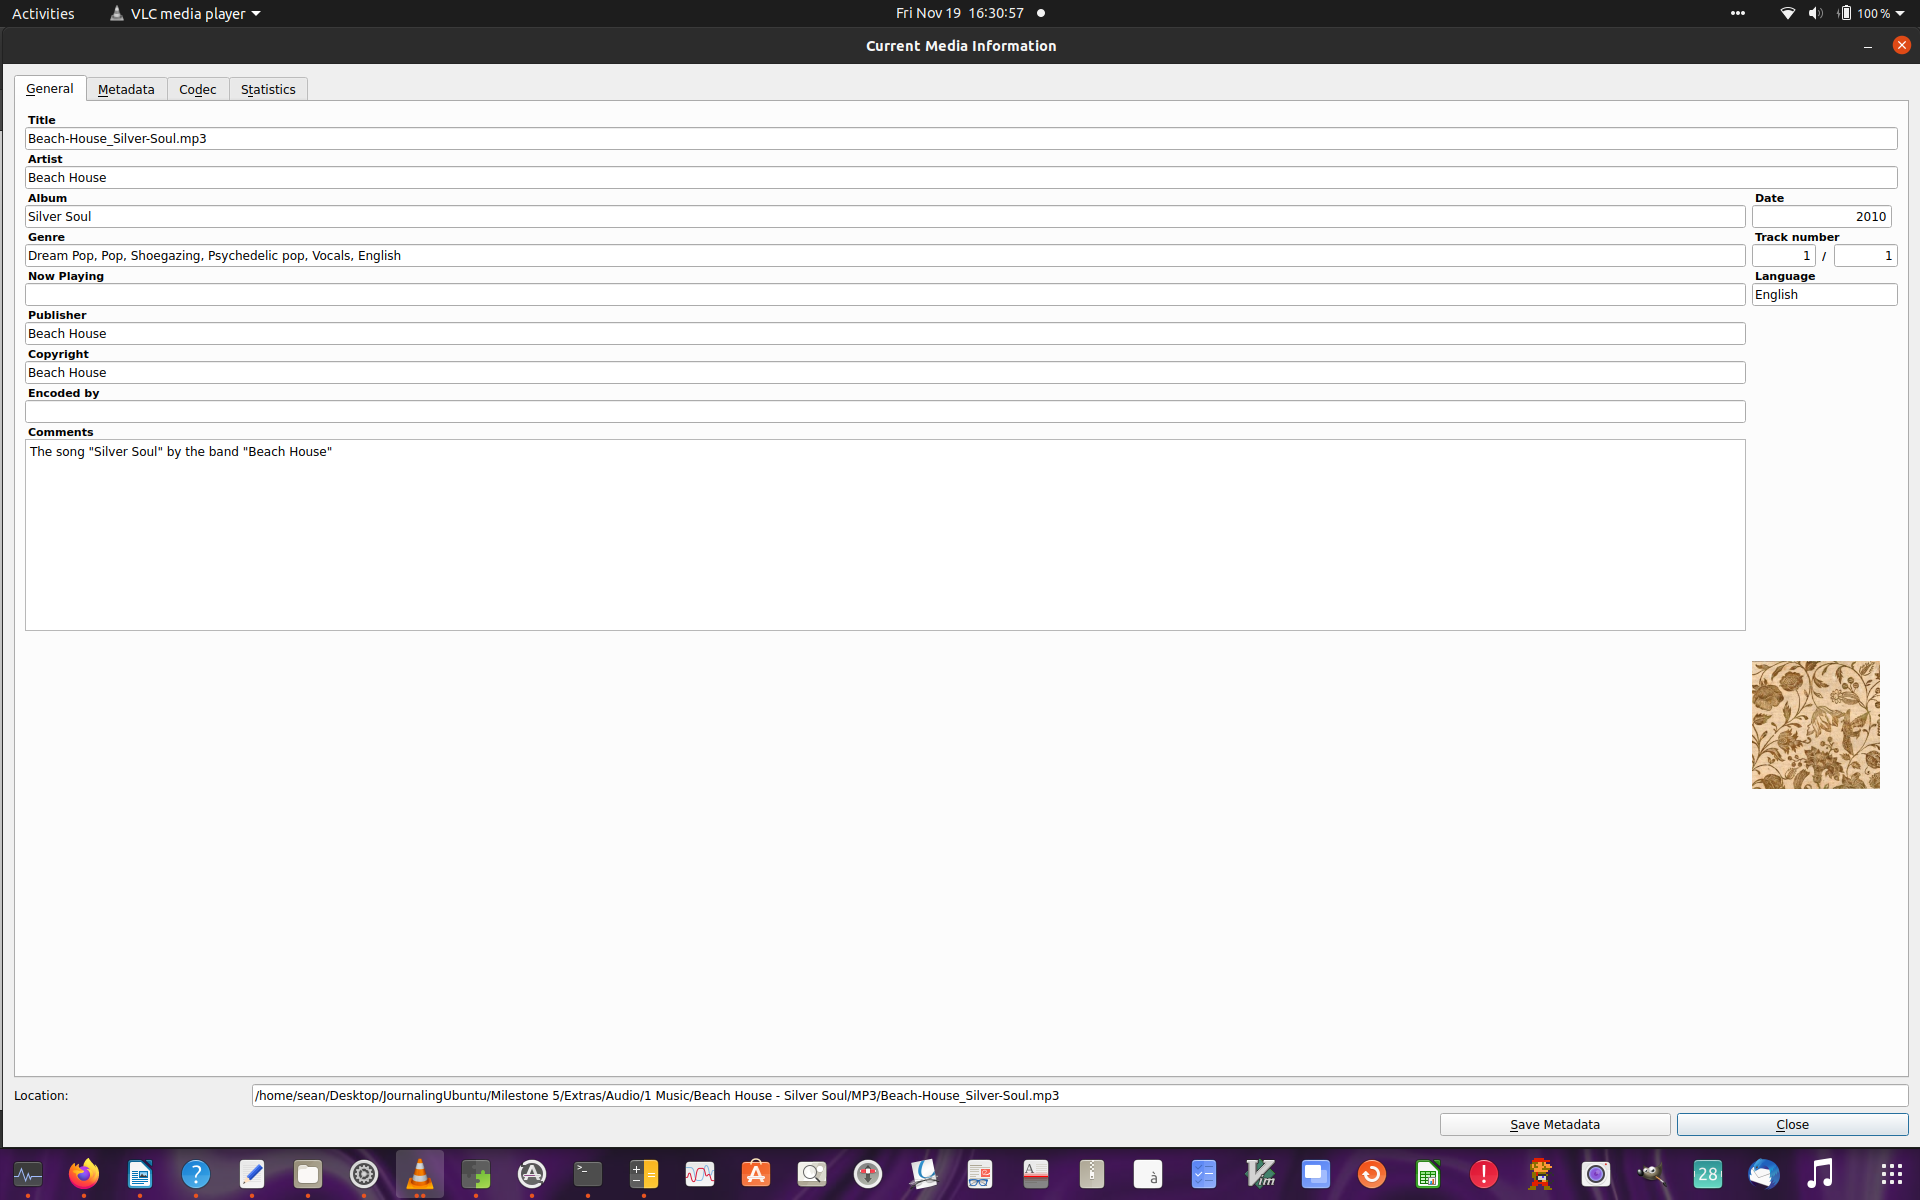 Activities
VLC media player
Fri Nov 19 16:30:57
100 %
Current Media Information
General
Metadata
Codec
Statistics
Title
Beach-House_Silver-Soul.mp3
Artist
Beach House
Album
Date
Silver Soul
2010
Genre
Track number
Dream Pop, Pop, Shoegazing, Psychedelic pop, Vocals, English
1 / 1
Now Playing
Language
English
Publisher
Beach House
Copyright
Beach House
Encoded by
Comments
The song "Silver Soul" by the band "Beach House"
Location:
/home/sean/Desktop/JournalingUbuntu/Milestone 5/Extras/Audio/1 Music/Beach House - Silver Soul/MP3/Beach-House_Silver-Soul.mp3
Save Metadata
Close
28